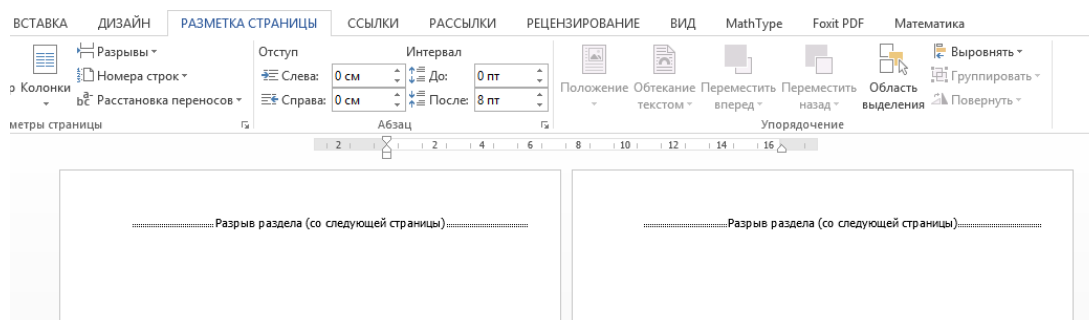 ВСТАВКА ДИЗАЙН РАЗМЕТКА СТРАНИЦЫ ССЫЛКИ РАССЫЛКИ РЕЦЕНЗИРОВАНИЕ ВИД MathType Foxit PDF Математика
Разрывы Отступ Интервал Выровнять
Номера строк Слева: 0 см До: 0 пт Группировать
Колонки Положение Обтекание Переместить Переместить Область
Расстановка переносов Справа: 0 см После: 8 пт текстом вперед назад выделения Повернуть
метры страницы Абзац Упорядочение
2 2 4 6 8 10 12 14 16
Разрыв раздела (со следующей страницы) Разрыв раздела (со следующей страницы)